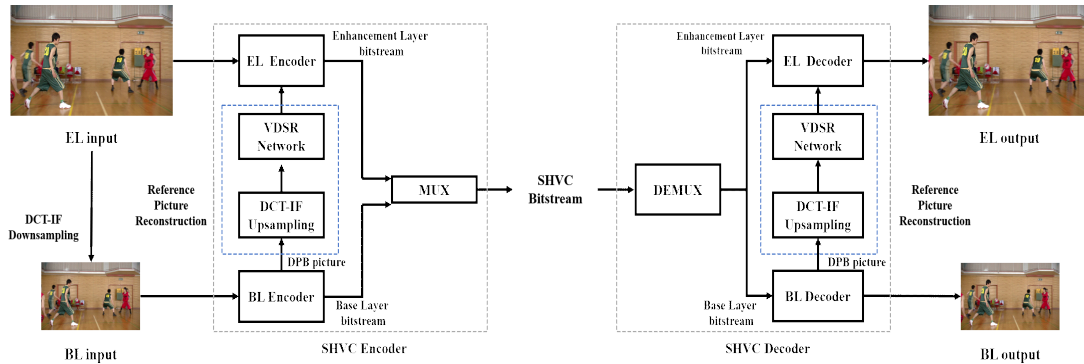 Enhancement Layer
bitstream
EL Encoder
EL input
VDSR
Network
Reference
Picture
Reconstruction
DCT-IF
Upsampling
DCT-IF
Downsampling
DPB picture
BL Encoder
Base Layer
bitstream
BL input
SHVC Encoder
MUX
SHVC
Bitstream
DEMUX
Enhancement Layer
bitstream
EL Decoder
EL output
VDSR
Network
Reference
Picture
Reconstruction
DCT-IF
Upsampling
DPB picture
BL Decoder
Base Layer
bitstream
BL output
SHVC Decoder